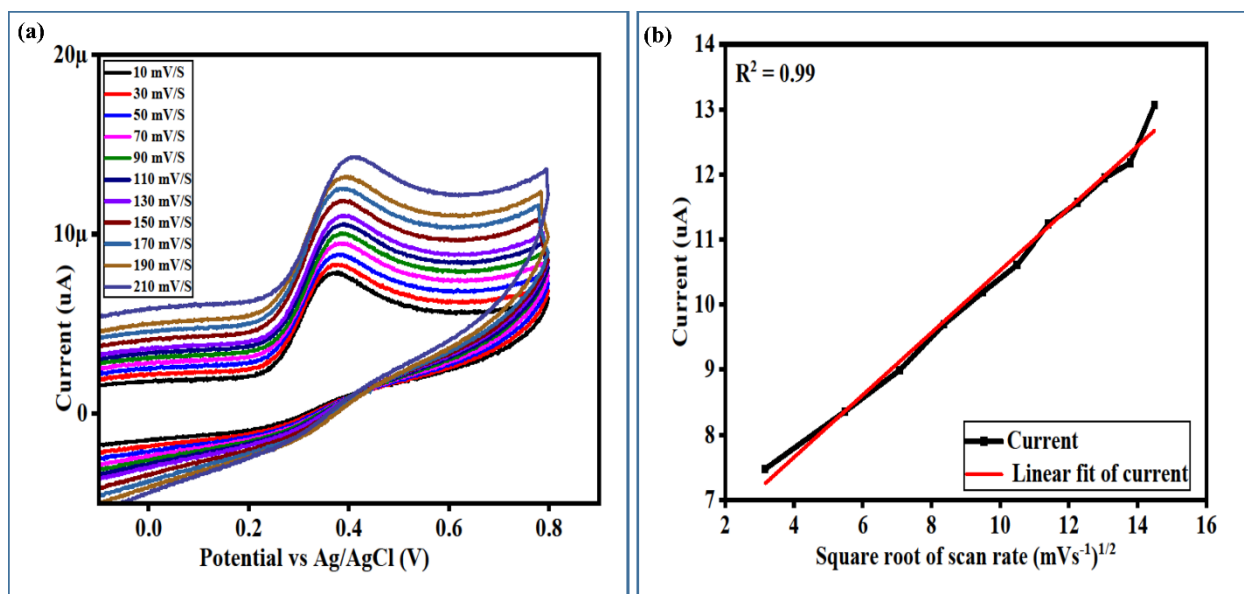 (a)
20μ
10 mV/S
30 mV/S
50 mV/S
70 mV/S
90 mV/S
110 mV/S
130 mV/S
150 mV/S
170 mV/S
190 mV/S
210 mV/S
10μ
0
Current (uA)
0.0 0.2 0.4 0.6 0.8
Potential vs Ag/AgCl (V)
(b)
14
R² = 0.99
13
12
11
10
9
8
7
Current (uA)
Current
Linear fit of current
2 4 6 8 10 12 14 16
Square root of scan rate (mVs⁻¹)¹/²